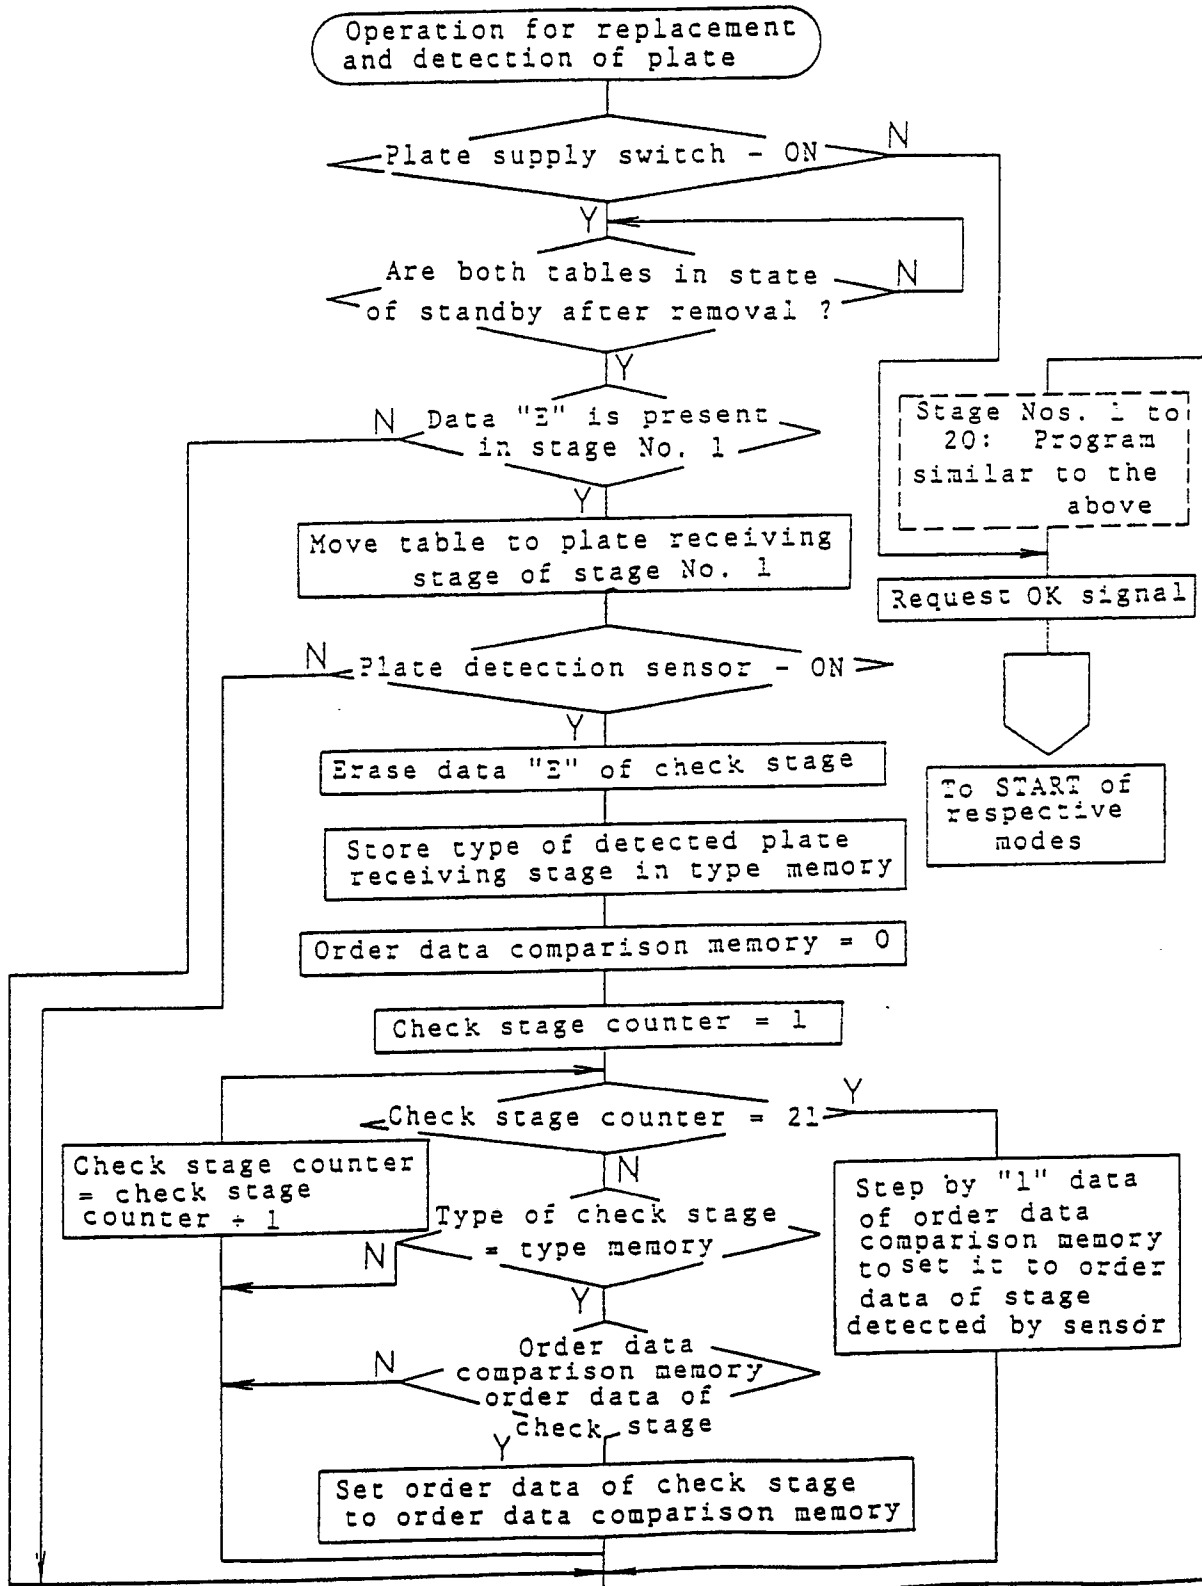 Operation for replacement
and detection of plate
Plate supply switch - ON
N
Y
Are both tables in state
of standby after removal ?
N
Y
Data "E" is present
in stage No. 1
N
Y
Move table to plate receiving
stage of stage No. 1
Plate detection sensor - ON
N
Y
Erase data "E" of check stage
Store type of detected plate
receiving stage in type memory
Order data comparison memory = 0
Check stage counter = 1
Check stage counter = 21
Y
N
Check stage counter
= check stage
counter + 1
Type of check stage
= type memory
N
Y
Order data
comparison memory
order data of
check stage
N
Y
Set order data of check stage
to order data comparison memory
Step by "1" data
of order data
comparison memory
to set it to order
data of stage
detected by sensor
Stage Nos. 1 to
20: Program
similar to the
above
Request OK signal
To START of
respective
modes